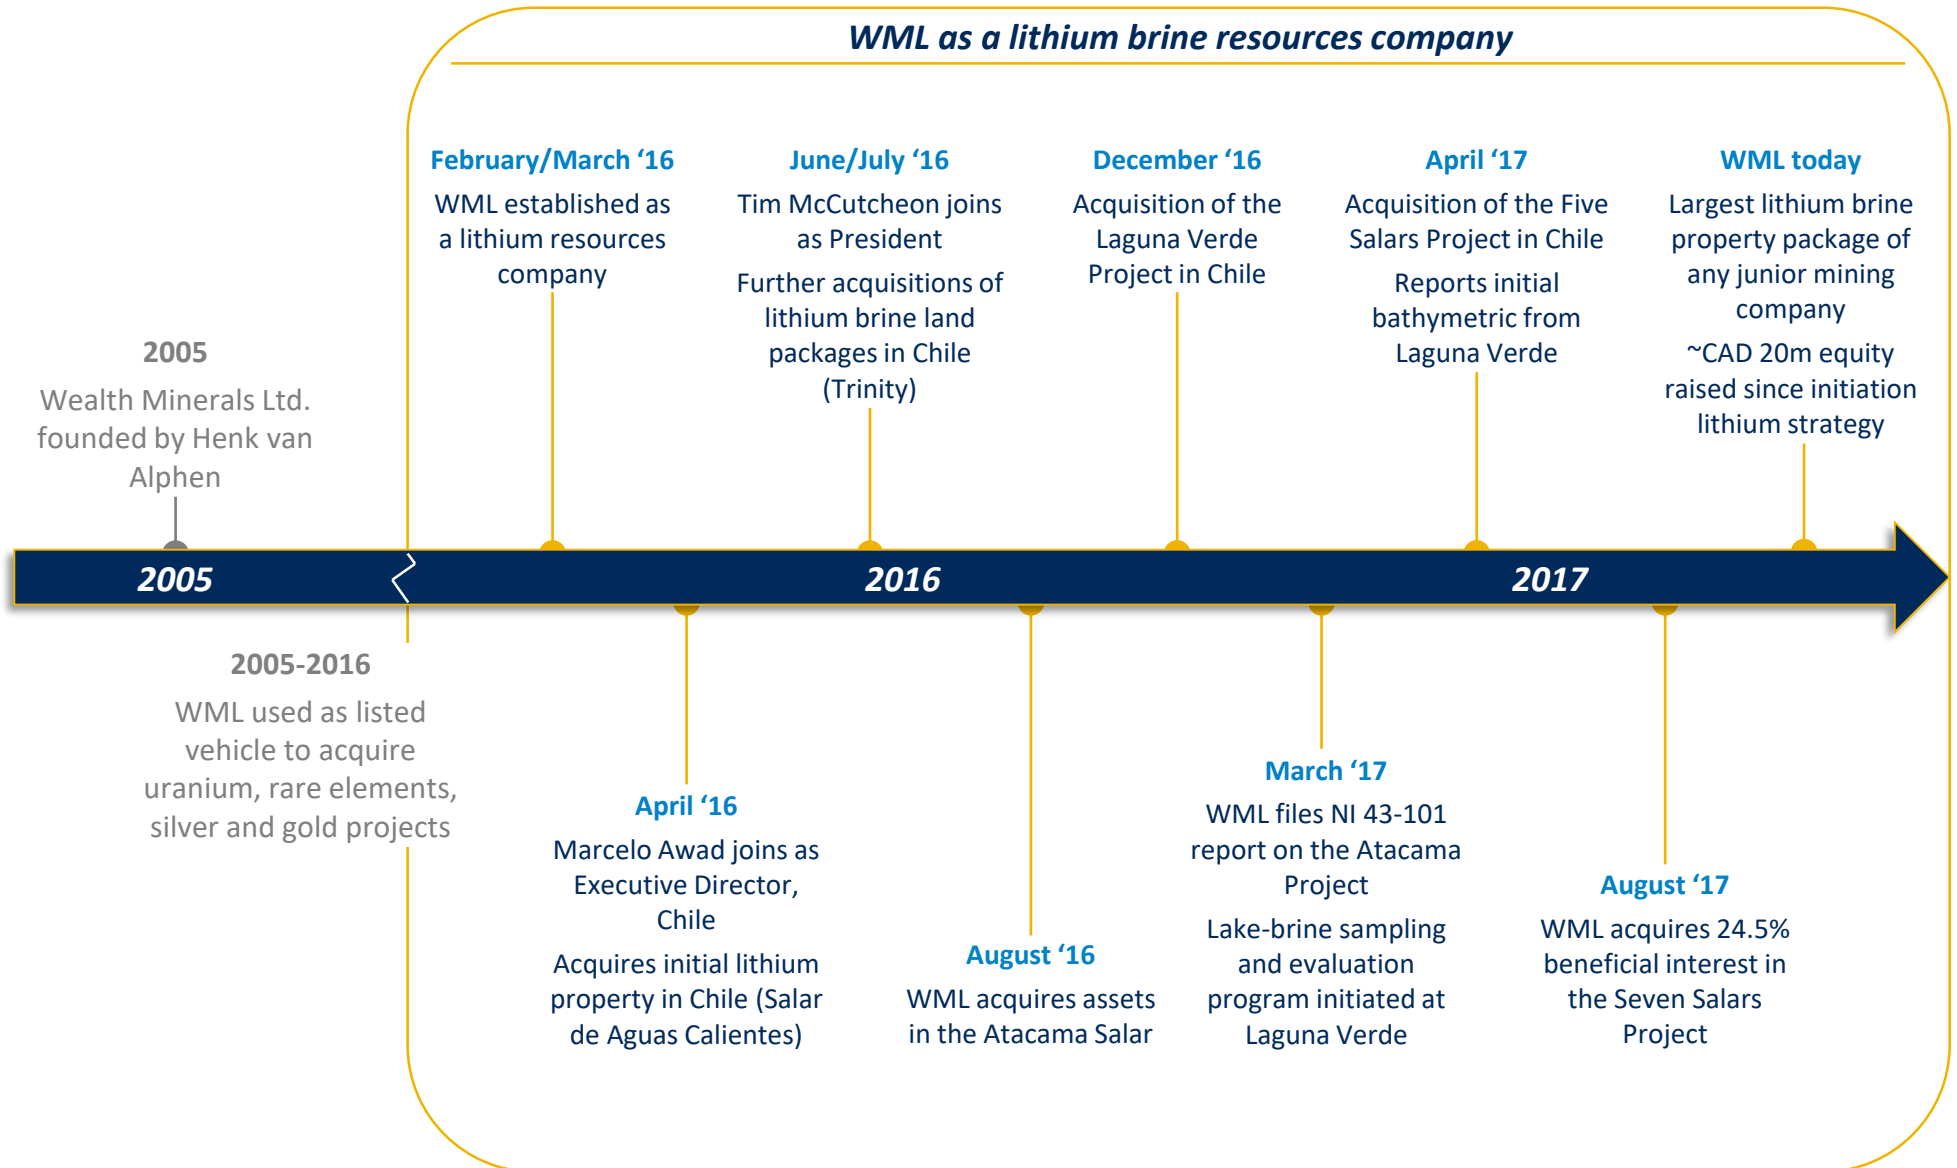 WML as a lithium brine resources company
February/March ‘16
WML established as
a lithium resources
company
June/July ‘16
Tim McCutcheon joins
as President
Further acquisitions of
lithium brine land
packages in Chile
(Trinity)
December ‘16
Acquisition of the
Laguna Verde
Project in Chile
April ‘17
Acquisition of the Five
Salars Project in Chile
Reports initial
bathymetric from
Laguna Verde
WML today
Largest lithium brine
property package of
any junior mining
company
~CAD 20m equity
raised since initiation
lithium strategy
2005
Wealth Minerals Ltd.
founded by Henk van
Alphen
2005
2016
2017
2005-2016
WML used as listed
vehicle to acquire
uranium, rare elements,
silver and gold projects
April ‘16
Marcelo Awad joins as
Executive Director,
Chile
Acquires initial lithium
property in Chile (Salar
de Aguas Calientes)
August ‘16
WML acquires assets
in the Atacama Salar
March ‘17
WML files NI 43-101
report on the Atacama
Project
Lake-brine sampling
and evaluation
program initiated at
Laguna Verde
August ‘17
WML acquires 24.5%
beneficial interest in
the Seven Salars
Project